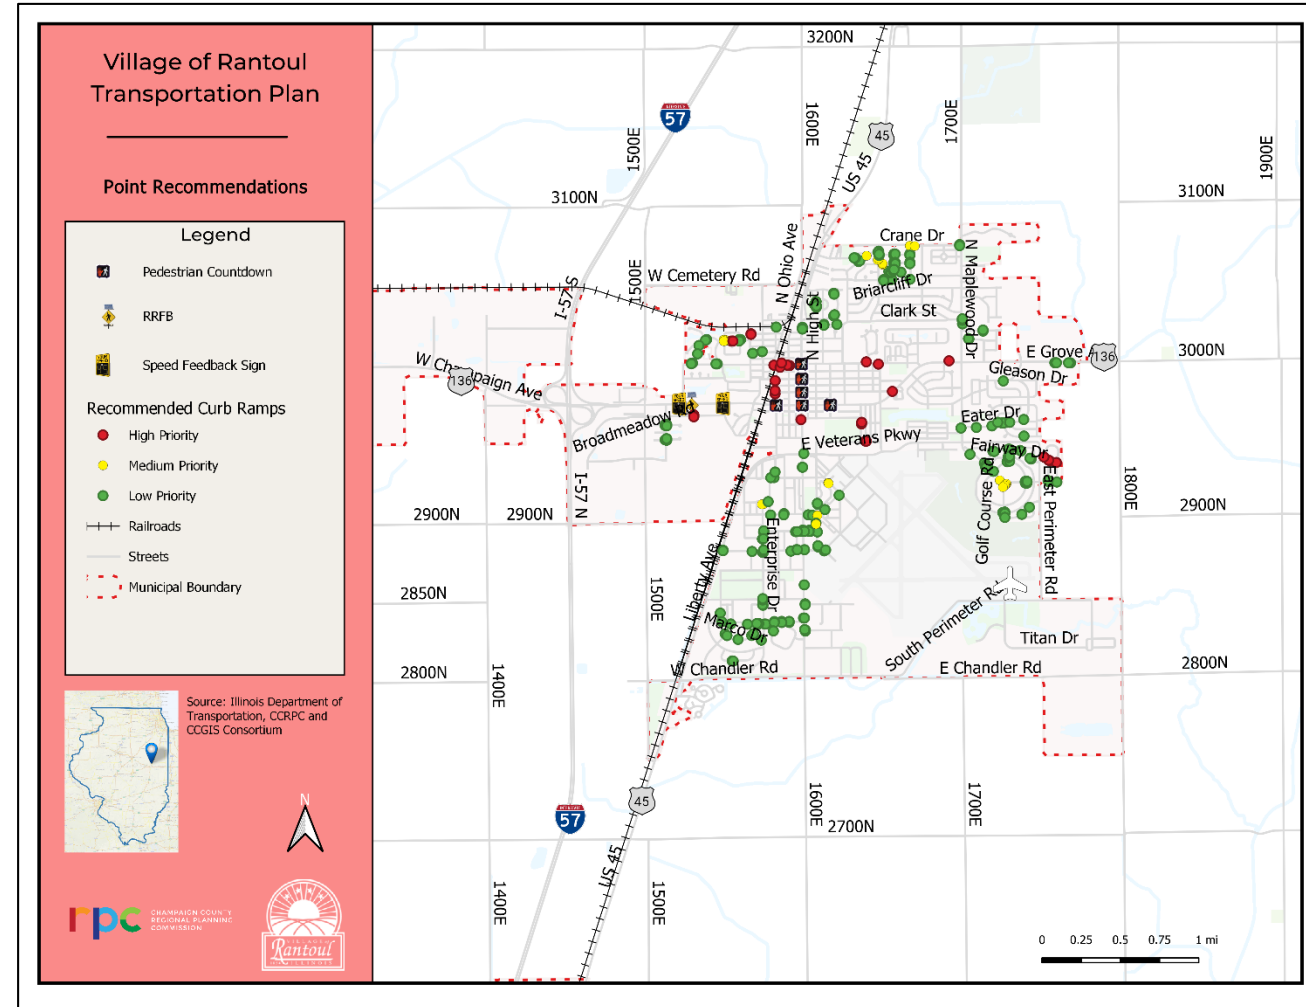 Village of Rantoul
Transportation Plan
Point Recommendations
Legend
Pedestrian Countdown
RRFB
Speed Feedback Sign
Recommended Curb Ramps
High Priority
Medium Priority
Low Priority
Railroads
Streets
Municipal Boundary
Source: Illinois Department of
Transportation, CCRPC and
CCGIS Consortium
N
rpc
CHAMPAIGN COUNTY
REGIONAL PLANNING
COMMISSION
VILLAGE OF
Rantoul
ILLINOIS
3200N
57
1500E
1600E
45
1700E
1900E
US 45
3100N
3100N
N Ohio Ave
Crane Dr
N Maplewood Dr
W Cemetery Rd
1500E
I-57 S
Briarcliff Dr
N High St
Clark St
E Grove A
136
3000N
W Champaign Ave
136
Gleason Dr
Broadmeadow Rd
Eater Dr
E Veterans Pkwy
Fairway Dr
Golf Course Rd
East Perimeter Rd
1800E
I-57 N
2900N
2900N
2900N
Enterprise Dr
Liberty Ave
2850N
1500E
South Perimeter Rd
Marco Dr
Titan Dr
W Chandler Rd
E Chandler Rd
2800N
2800N
1400E
1600E
1700E
45
57
2700N
US 45
1400E
1500E
0 0.25 0.5 0.75 1 mi